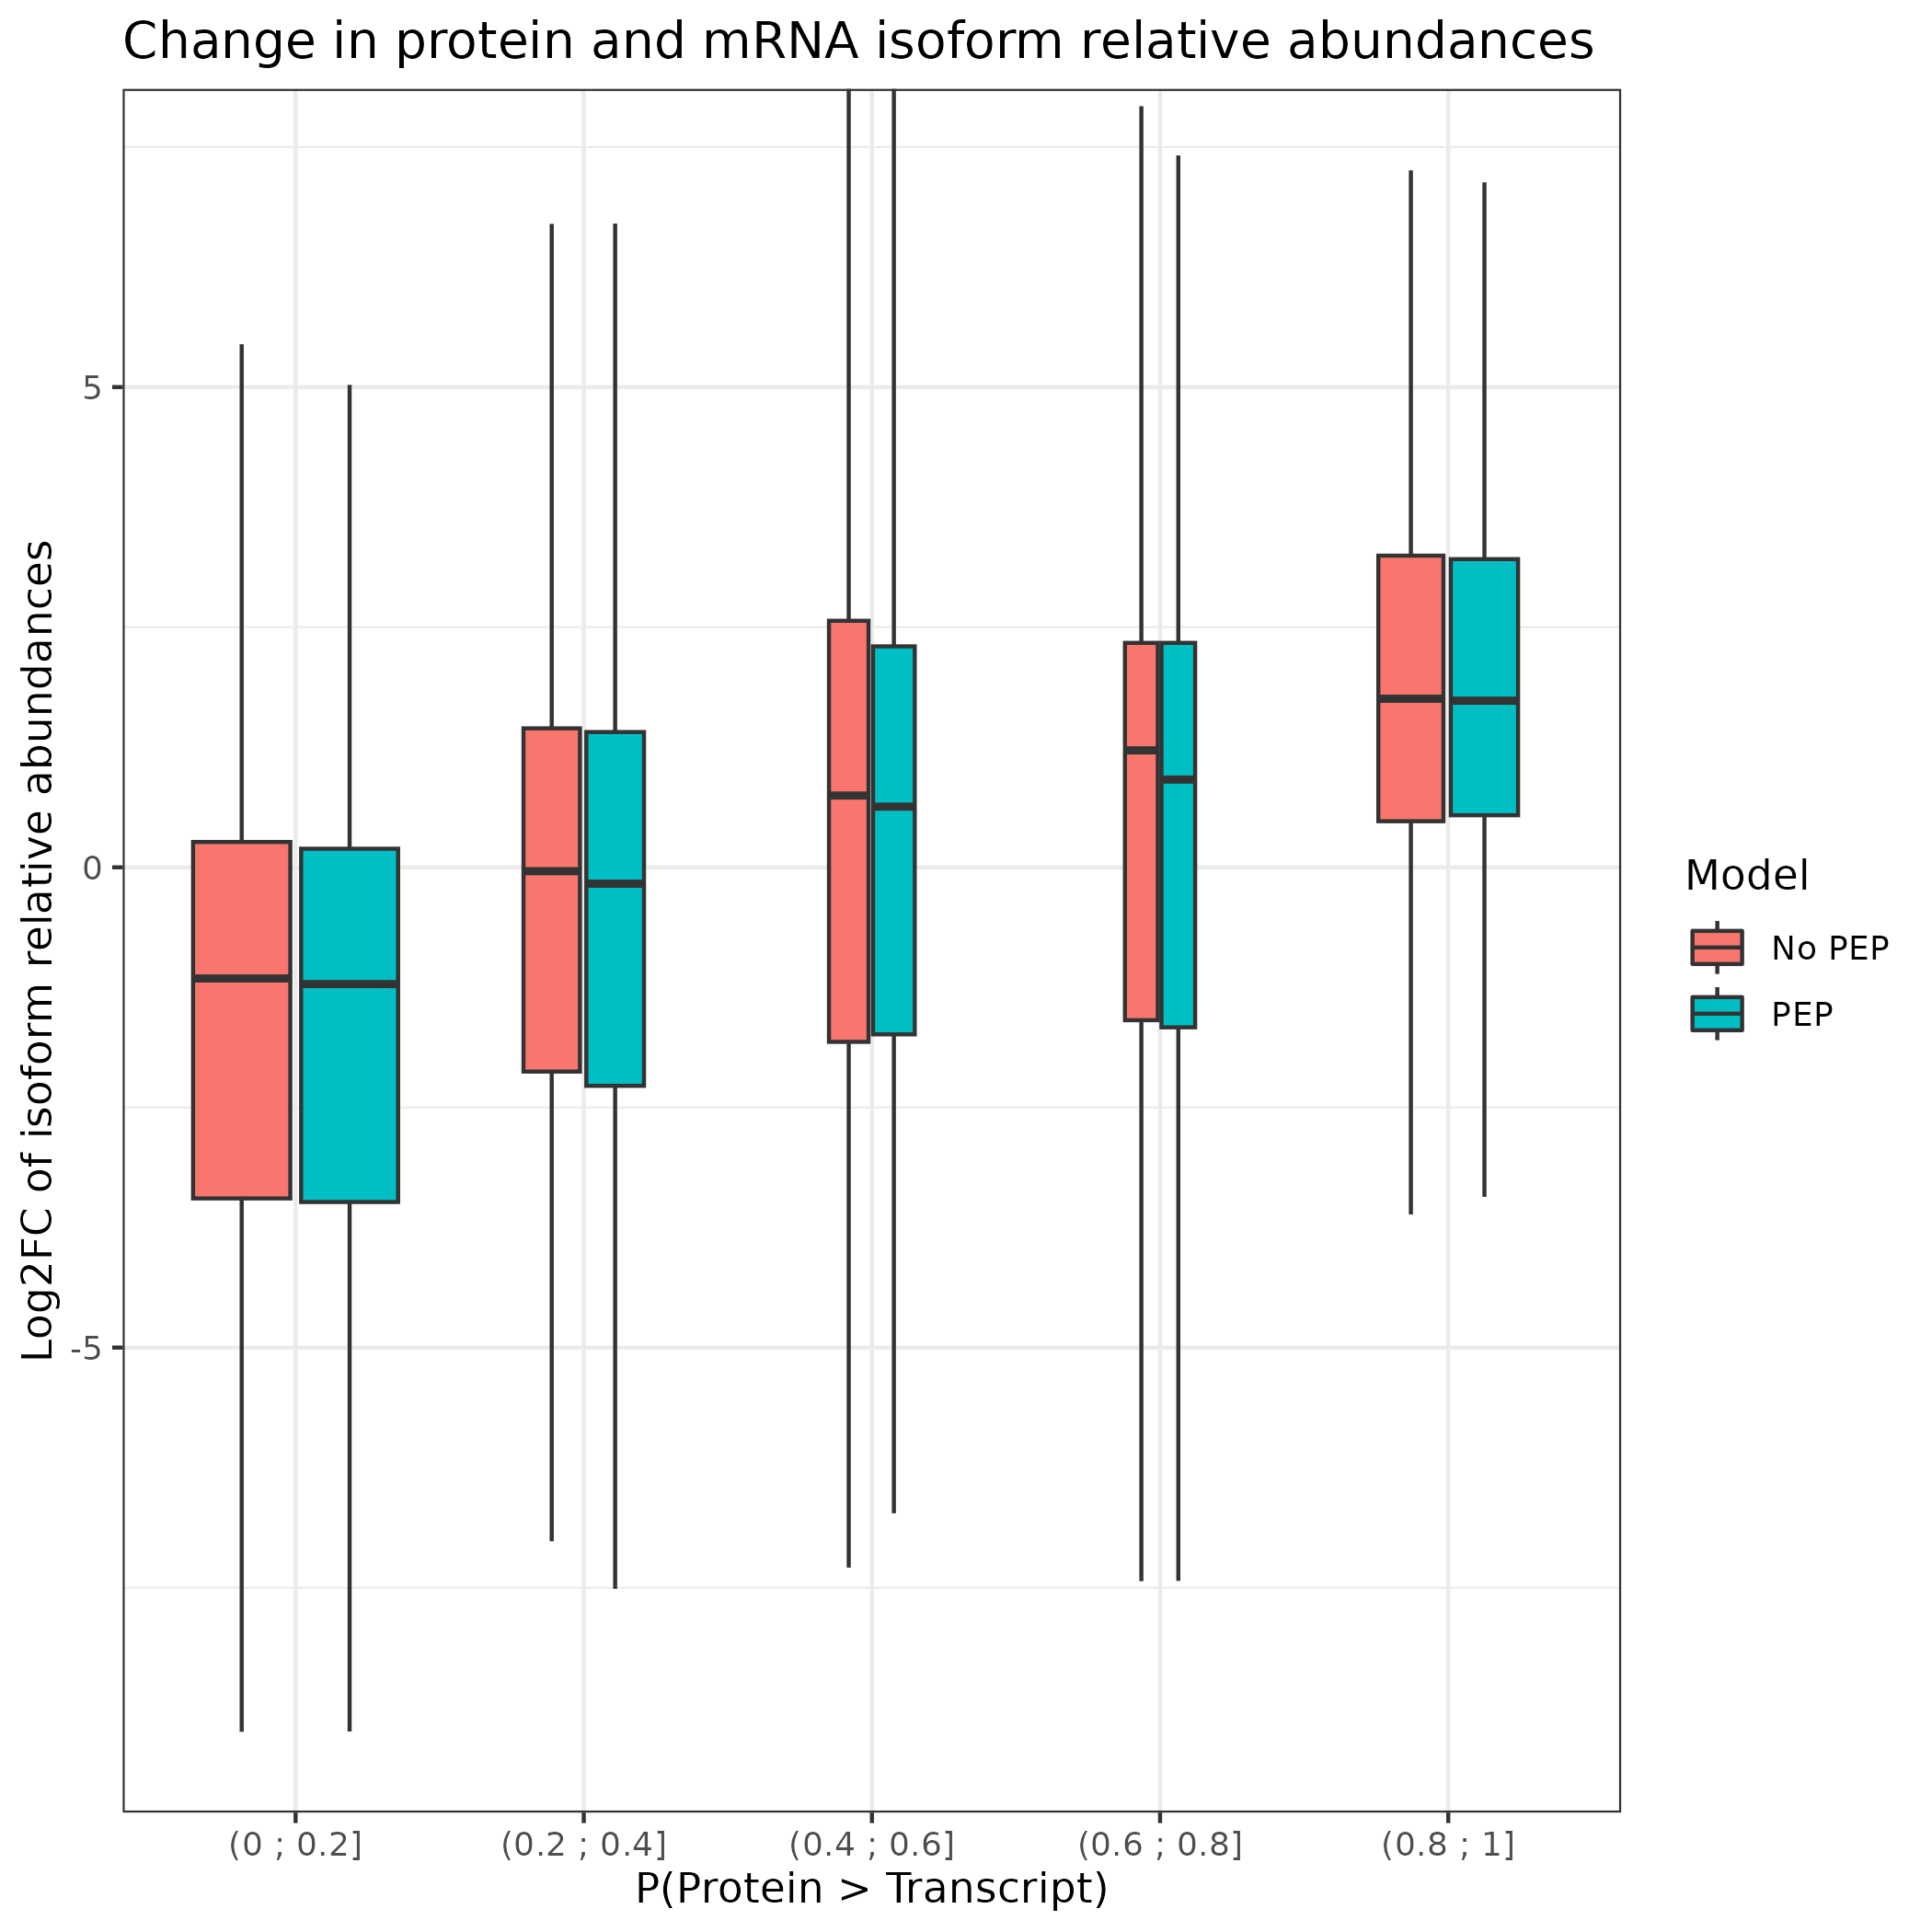 Change in protein and mRNA isoform relative abundances
Log2FC of isoform relative abundances
5
0
-5
(0 ; 0.2]
(0.2 ; 0.4]
(0.4 ; 0.6]
(0.6 ; 0.8]
(0.8 ; 1]
P(Protein > Transcript)
Model
No PEP
PEP